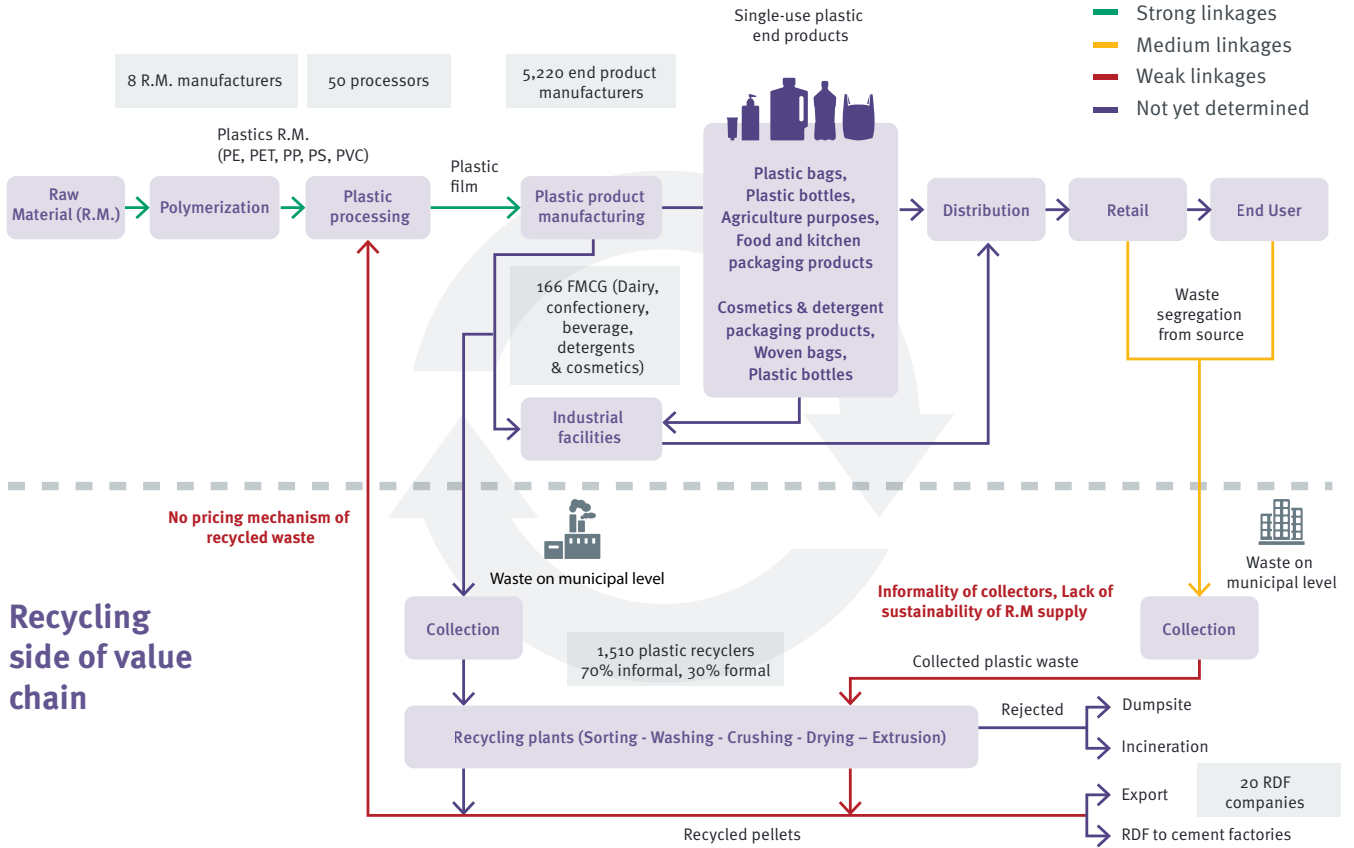 Single-use plastic
end products
Strong linkages
Medium linkages
Weak linkages
Not yet determined
8 R.M. manufacturers
50 processors
5,220 end product
manufacturers
Plastics R.M.
(PE, PET, PP, PS, PVC)
Plastic
film
Raw
Material (R.M.)
Polymerization
Plastic
processing
Plastic product
manufacturing
Plastic bags,
Plastic bottles,
Agriculture purposes,
Food and kitchen
packaging products
Cosmetics & detergent
packaging products,
Woven bags,
Plastic bottles
Distribution
Retail
End User
166 FMCG (Dairy,
confectionery,
beverage,
detergents
& cosmetics)
Waste
segregation
from source
Industrial
facilities
No pricing mechanism of
recycled waste
Waste on municipal level
Waste on
municipal level
Informality of collectors, Lack of
sustainability of R.M supply
Recycling
side of value
chain
Collection
Collection
1,510 plastic recyclers
70% informal, 30% formal
Collected plastic waste
Recycling plants (Sorting - Washing - Crushing - Drying – Extrusion)
Rejected
Dumpsite
Incineration
Export
20 RDF
companies
RDF to cement factories
Recycled pellets